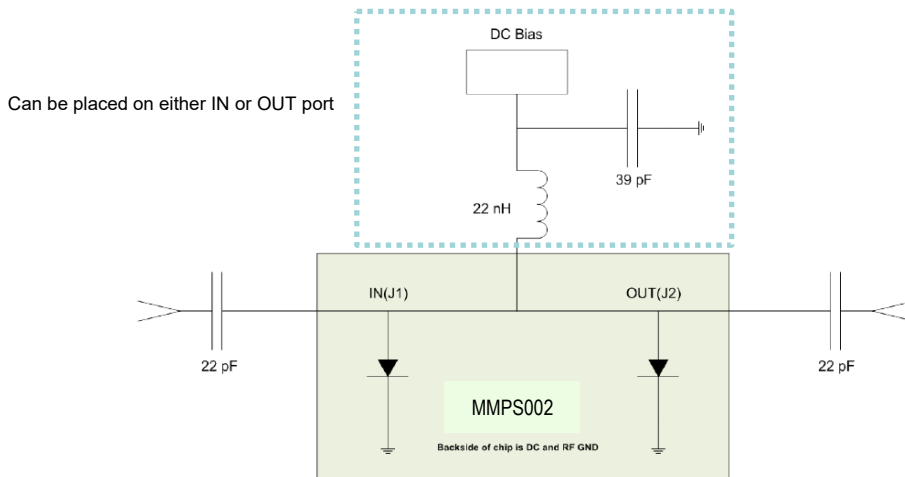 DC Bias
Can be placed on either IN or OUT port
39 pF
22 nH
IN(J1)
OUT(J2)
22 pF
22 pF
MMPS002
Backside of chip is DC and RF GND